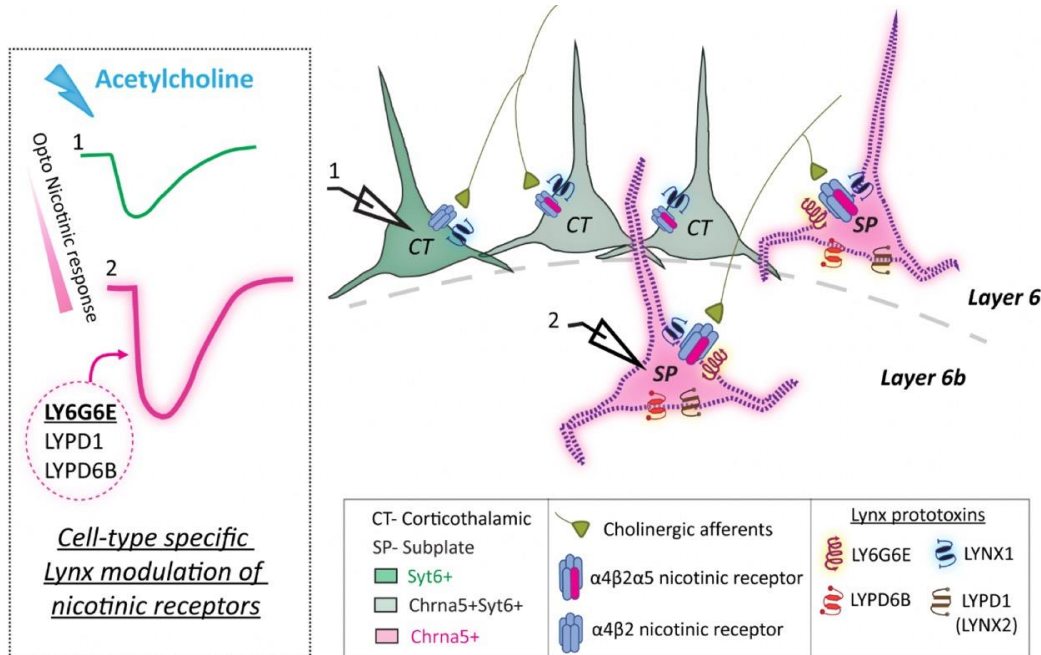 Acetylcholine
Opto Nicotinic response
1
2
LY6G6E
LYPD1
LYPD6B
Cell-type specific
Lynx modulation of
nicotinic receptors
1
CT
CT
CT
SP
2
SP
Layer 6
Layer 6b
CT- Corticothalamic
SP- Subplate
Syt6+
Chrna5+Syt6+
Chrna5+
Cholinergic afferents
α4β2α5 nicotinic receptor
α4β2 nicotinic receptor
Lynx prototoxins
LY6G6E
LYNX1
LYPD6B
LYPD1
(LYNX2)